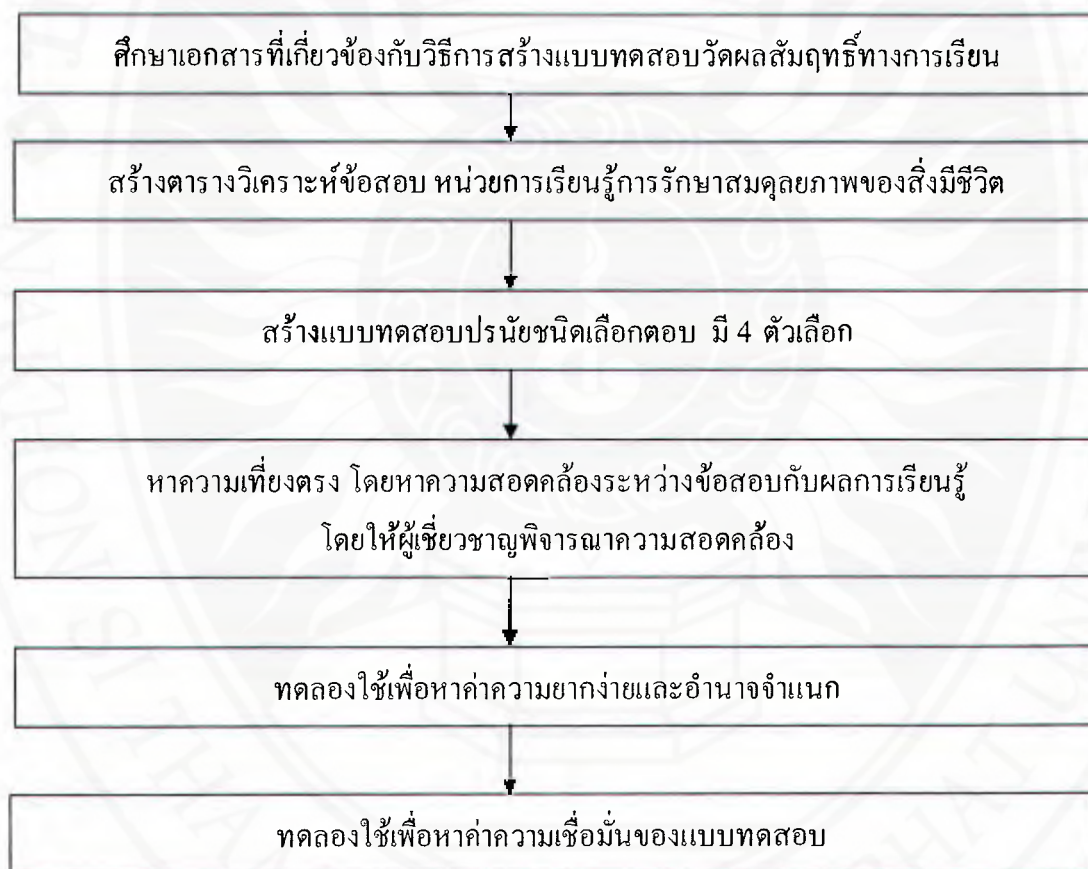 ศึกษาเอกสารที่เกี่ยวข้องกับวิธีการสร้างแบบทดสอบวัดผลสัมฤทธิ์ทางการเรียน
สร้างตารางวิเคราะห์ข้อสอบ หน่วยการเรียนรู้การรักษาสมดุลยภาพของสิ่งมีชีวิต
สร้างแบบทดสอบปรนัยชนิดเลือกตอบ มี 4 ตัวเลือก
หาความเที่ยงตรง โดยหาความสอดคล้องระหว่างข้อสอบกับผลการเรียนรู้
โดยให้ผู้เชี่ยวชาญพิจารณาความสอดคล้อง
ทดลองใช้เพื่อหาค่าความยากง่ายและอำนาจจำแนก
ทดลองใช้เพื่อหาค่าความเชื่อมั่นของแบบทดสอบ